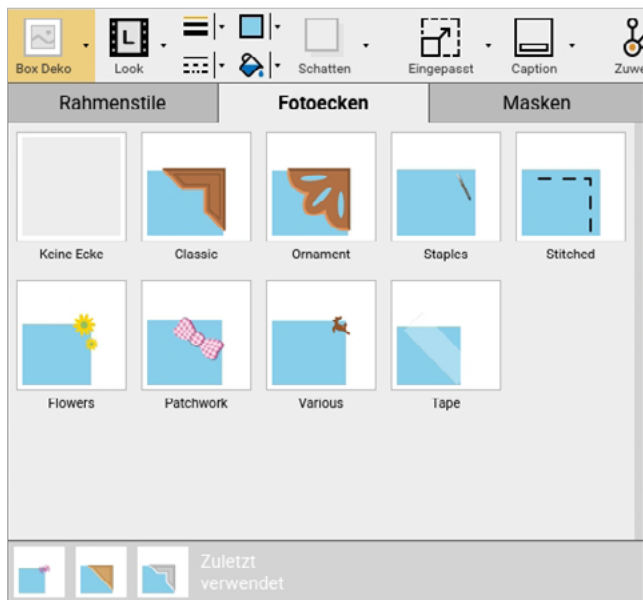 Box Deko
Look
L
Schatten
Eingepasst
Caption
Zuwe
Rahmenstile
Fotoecken
Masken
Keine Ecke
Classic
Ornament
Staples
Stitched
Flowers
Patchwork
Various
Tape
Zuletzt
verwendet